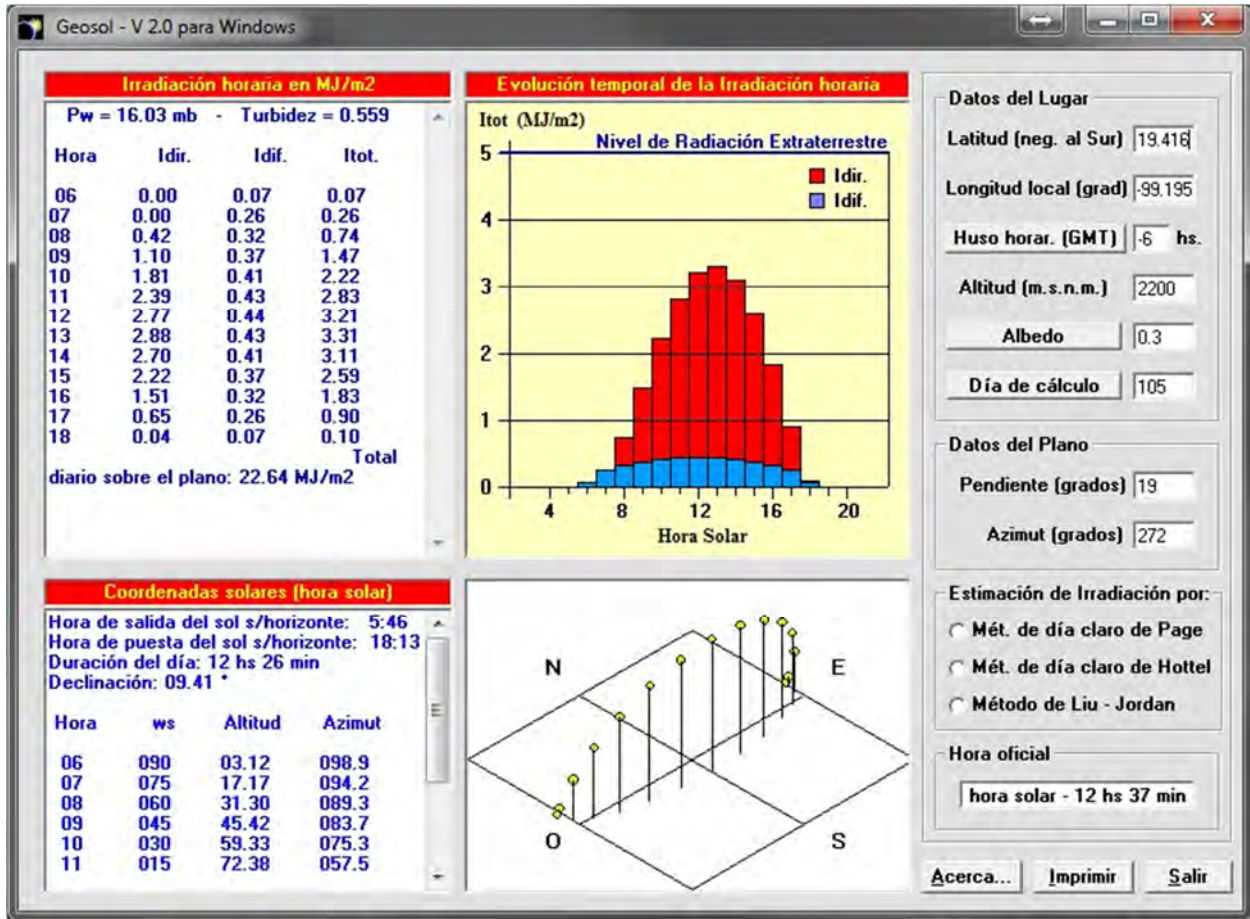 Geosol - V 2.0 para Windows
Irradiación horaria en MJ/m2
Pw = 16.03 mb - Turbidez = 0.559
Hora Idir. Idif. Itot.
06 0.00 0.07 0.07
07 0.00 0.26 0.26
08 0.42 0.32 0.74
09 1.10 0.37 1.47
10 1.81 0.41 2.22
11 2.39 0.43 2.83
12 2.77 0.44 3.21
13 2.88 0.43 3.31
14 2.70 0.41 3.11
15 2.22 0.37 2.59
16 1.51 0.32 1.83
17 0.65 0.26 0.90
18 0.04 0.07 0.10
Total
diario sobre el plano: 22.64 MJ/m2
Evolución temporal de la Irradiación horaria
Itot (MJ/m2)
Nivel de Radiación Extraterrestre
Idir.
Idif.
5
4
3
2
1
0
4 8 12 16 20
Hora Solar
Coordenadas solares (hora solar)
Hora de salida del sol s/horizonte: 5:46
Hora de puesta del sol s/horizonte: 18:13
Duración del día: 12 hs 26 min
Declinación: 09.41 °
Hora ws Altitud Azimut
06 090 03.12 098.9
07 075 17.17 094.2
08 060 31.30 089.3
09 045 45.42 083.7
10 030 59.33 075.3
11 015 72.38 057.5
N E
O S
Datos del Lugar
Latitud (neg. al Sur) 19.416
Longitud local (grad) -99.195
Huso horar. (GMT) -6 hs.
Altitud (m.s.n.m.) 2200
Albedo 0.3
Día de cálculo 105
Datos del Plano
Pendiente (grados) 19
Azimut (grados) 272
Estimación de Irradiación por:
Mét. de día claro de Page
Mét. de día claro de Hottel
Método de Liu - Jordan
Hora oficial
hora solar - 12 hs 37 min
Acerca... Imprimir Salir